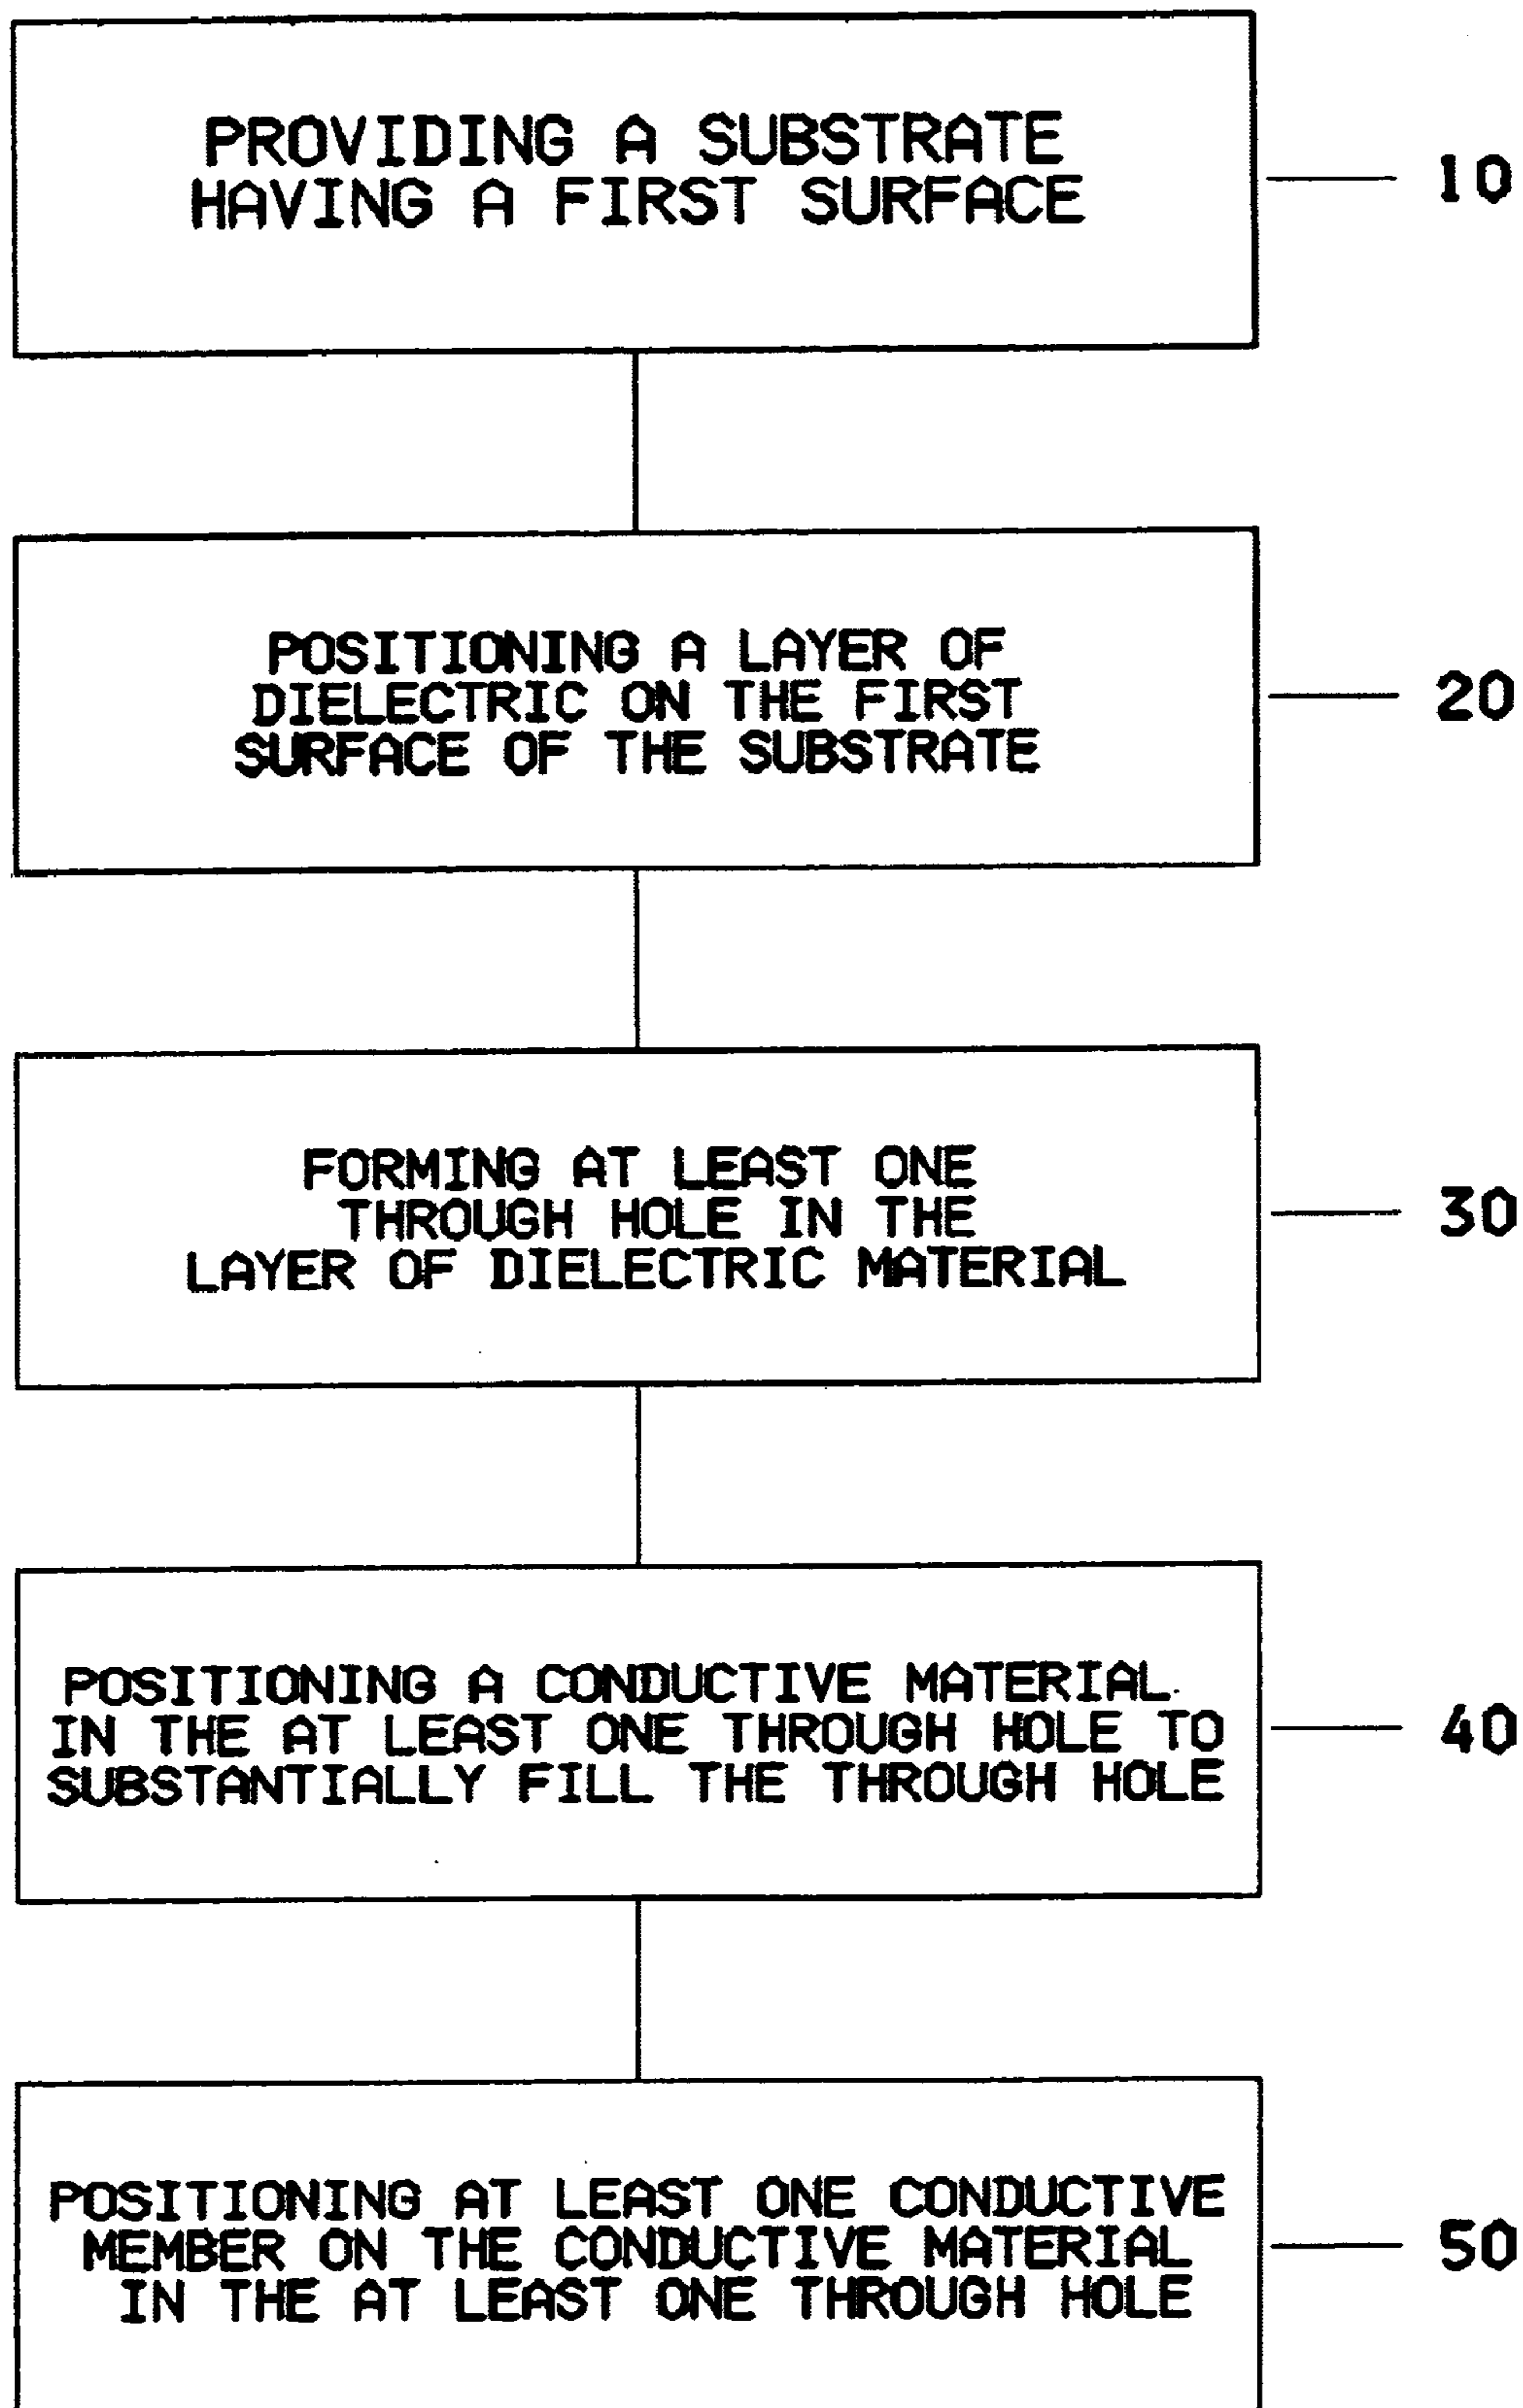 PROVIDING A SUBSTRATE
HAVING A FIRST SURFACE
10
POSITIONING A LAYER OF
DIELECTRIC ON THE FIRST
SURFACE OF THE SUBSTRATE
20
FORMING AT LEAST ONE
THROUGH HOLE IN THE
LAYER OF DIELECTRIC MATERIAL
30
POSITIONING A CONDUCTIVE MATERIAL
IN THE AT LEAST ONE THROUGH HOLE TO
SUBSTANTIALLY FILL THE THROUGH HOLE
40
POSITIONING AT LEAST ONE CONDUCTIVE
MEMBER ON THE CONDUCTIVE MATERIAL
IN THE AT LEAST ONE THROUGH HOLE
50